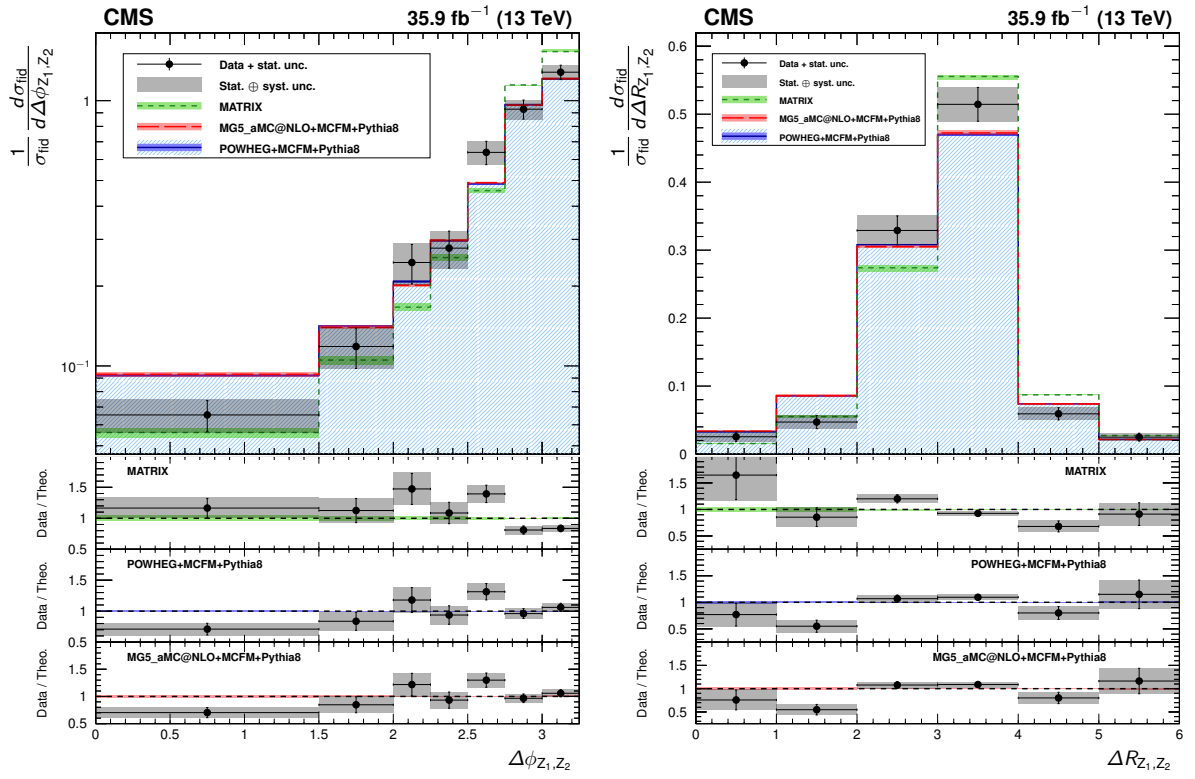 CMS 35.9 fb⁻¹ (13 TeV)
1/σ_fid dσ_fid/dΔφ_Z₁,Z₂
Data + stat. unc.
Stat. ⊕ syst. unc.
MATRIX
MG5_aMC@NLO+MCFM+Pythia8
POWHEG+MCFM+Pythia8
1
10⁻¹
MATRIX
Data / Theo.
1.5
1
0.5
POWHEG+MCFM+Pythia8
Data / Theo.
1.5
1
MG5_aMC@NLO+MCFM+Pythia8
Data / Theo.
1.5
1
0.5
0 0.5 1 1.5 2 2.5 3
Δφ_Z₁,Z₂
CMS 35.9 fb⁻¹ (13 TeV)
1/σ_fid dσ_fid/dΔR_Z₁,Z₂
0.6
0.5
0.4
0.3
0.2
0.1
0
Data + stat. unc.
Stat. ⊕ syst. unc.
MATRIX
MG5_aMC@NLO+MCFM+Pythia8
POWHEG+MCFM+Pythia8
MATRIX
Data / Theo.
1.5
1
0.5
POWHEG+MCFM+Pythia8
Data / Theo.
1.5
1
MG5_aMC@NLO+MCFM+Pythia8
Data / Theo.
1.5
1
0.5
0 1 2 3 4 5 6
ΔR_Z₁,Z₂